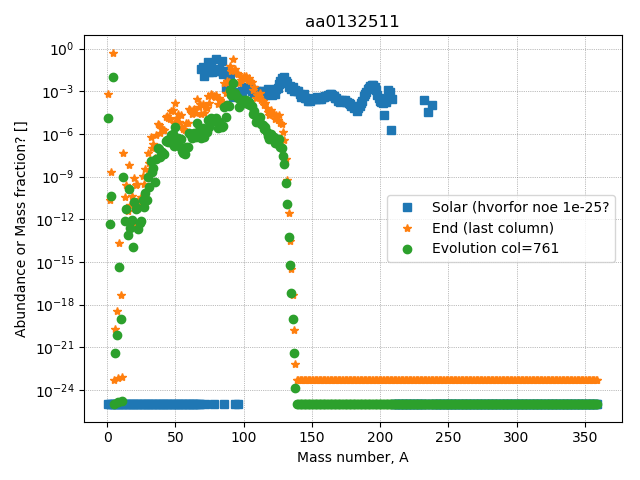 aa0132511
Abundance or Mass fraction? []
10⁰
10⁻³
10⁻⁶
10⁻⁹
10⁻¹²
10⁻¹⁵
10⁻¹⁸
10⁻²¹
10⁻²⁴
Solar (hvorfor noe 1e-25?
End (last column)
Evolution col=761
0 50 100 150 200 250 300 350
Mass number, A